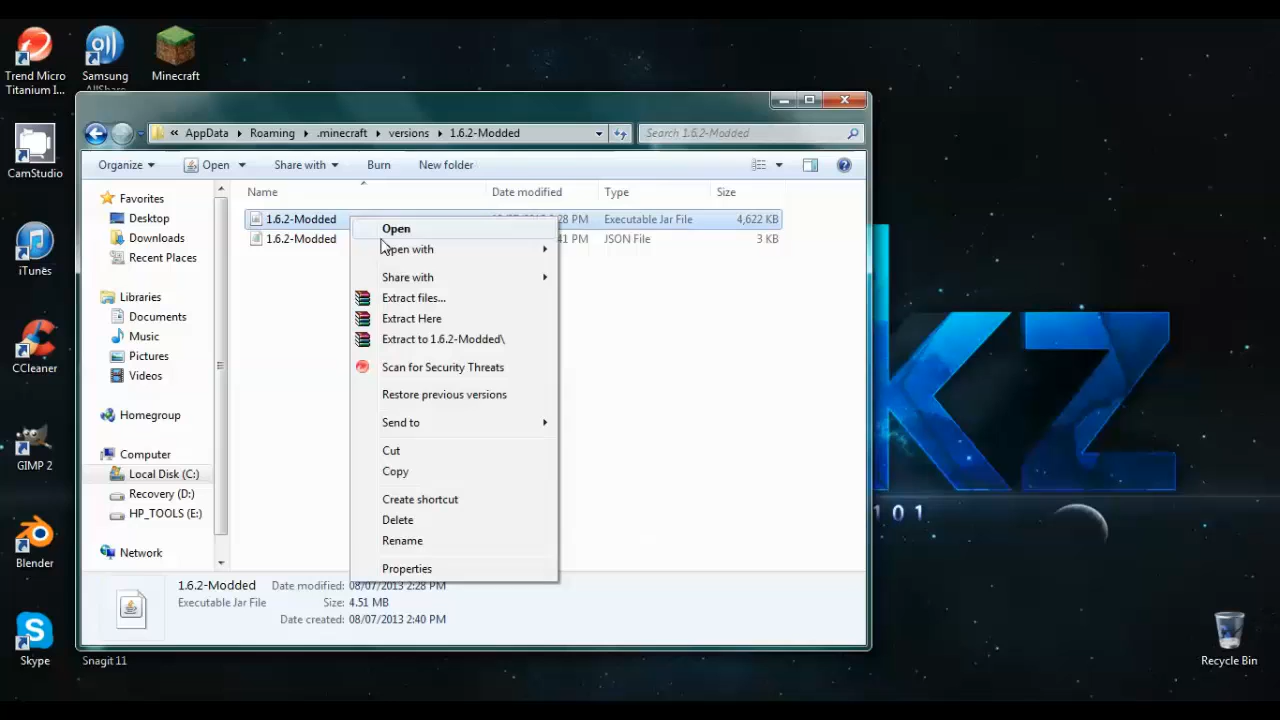 Trend Micro
Titanium I...
Samsung
AllShare
Minecraft
CamStudio
iTunes
CCleaner
GIMP 2
Blender
Skype
Snagit 11
Recycle Bin
« AppData Roaming .minecraft versions 1.6.2-Modded
Search 1.6.2-Modded
Organize Open Share with Burn New folder
Favorites
Desktop
Downloads
Recent Places
Libraries
Documents
Music
Pictures
Videos
Homegroup
Computer
Local Disk (C:)
Recovery (D:)
HP_TOOLS (E:)
Network
Name Date modified Type Size
1.6.2-Modded :28 PM Executable Jar File 4,622 KB
1.6.2-Modded 41 PM JSON File 3 KB
Open
Open with
Share with
Extract files...
Extract Here
Extract to 1.6.2-Modded\
Scan for Security Threats
Restore previous versions
Send to
Cut
Copy
Create shortcut
Delete
Rename
Properties
1.6.2-Modded Date modified: 08/07/2013 2:28 PM
Executable Jar File Size: 4.51 MB
Date created: 08/07/2013 2:40 PM
KZ
101